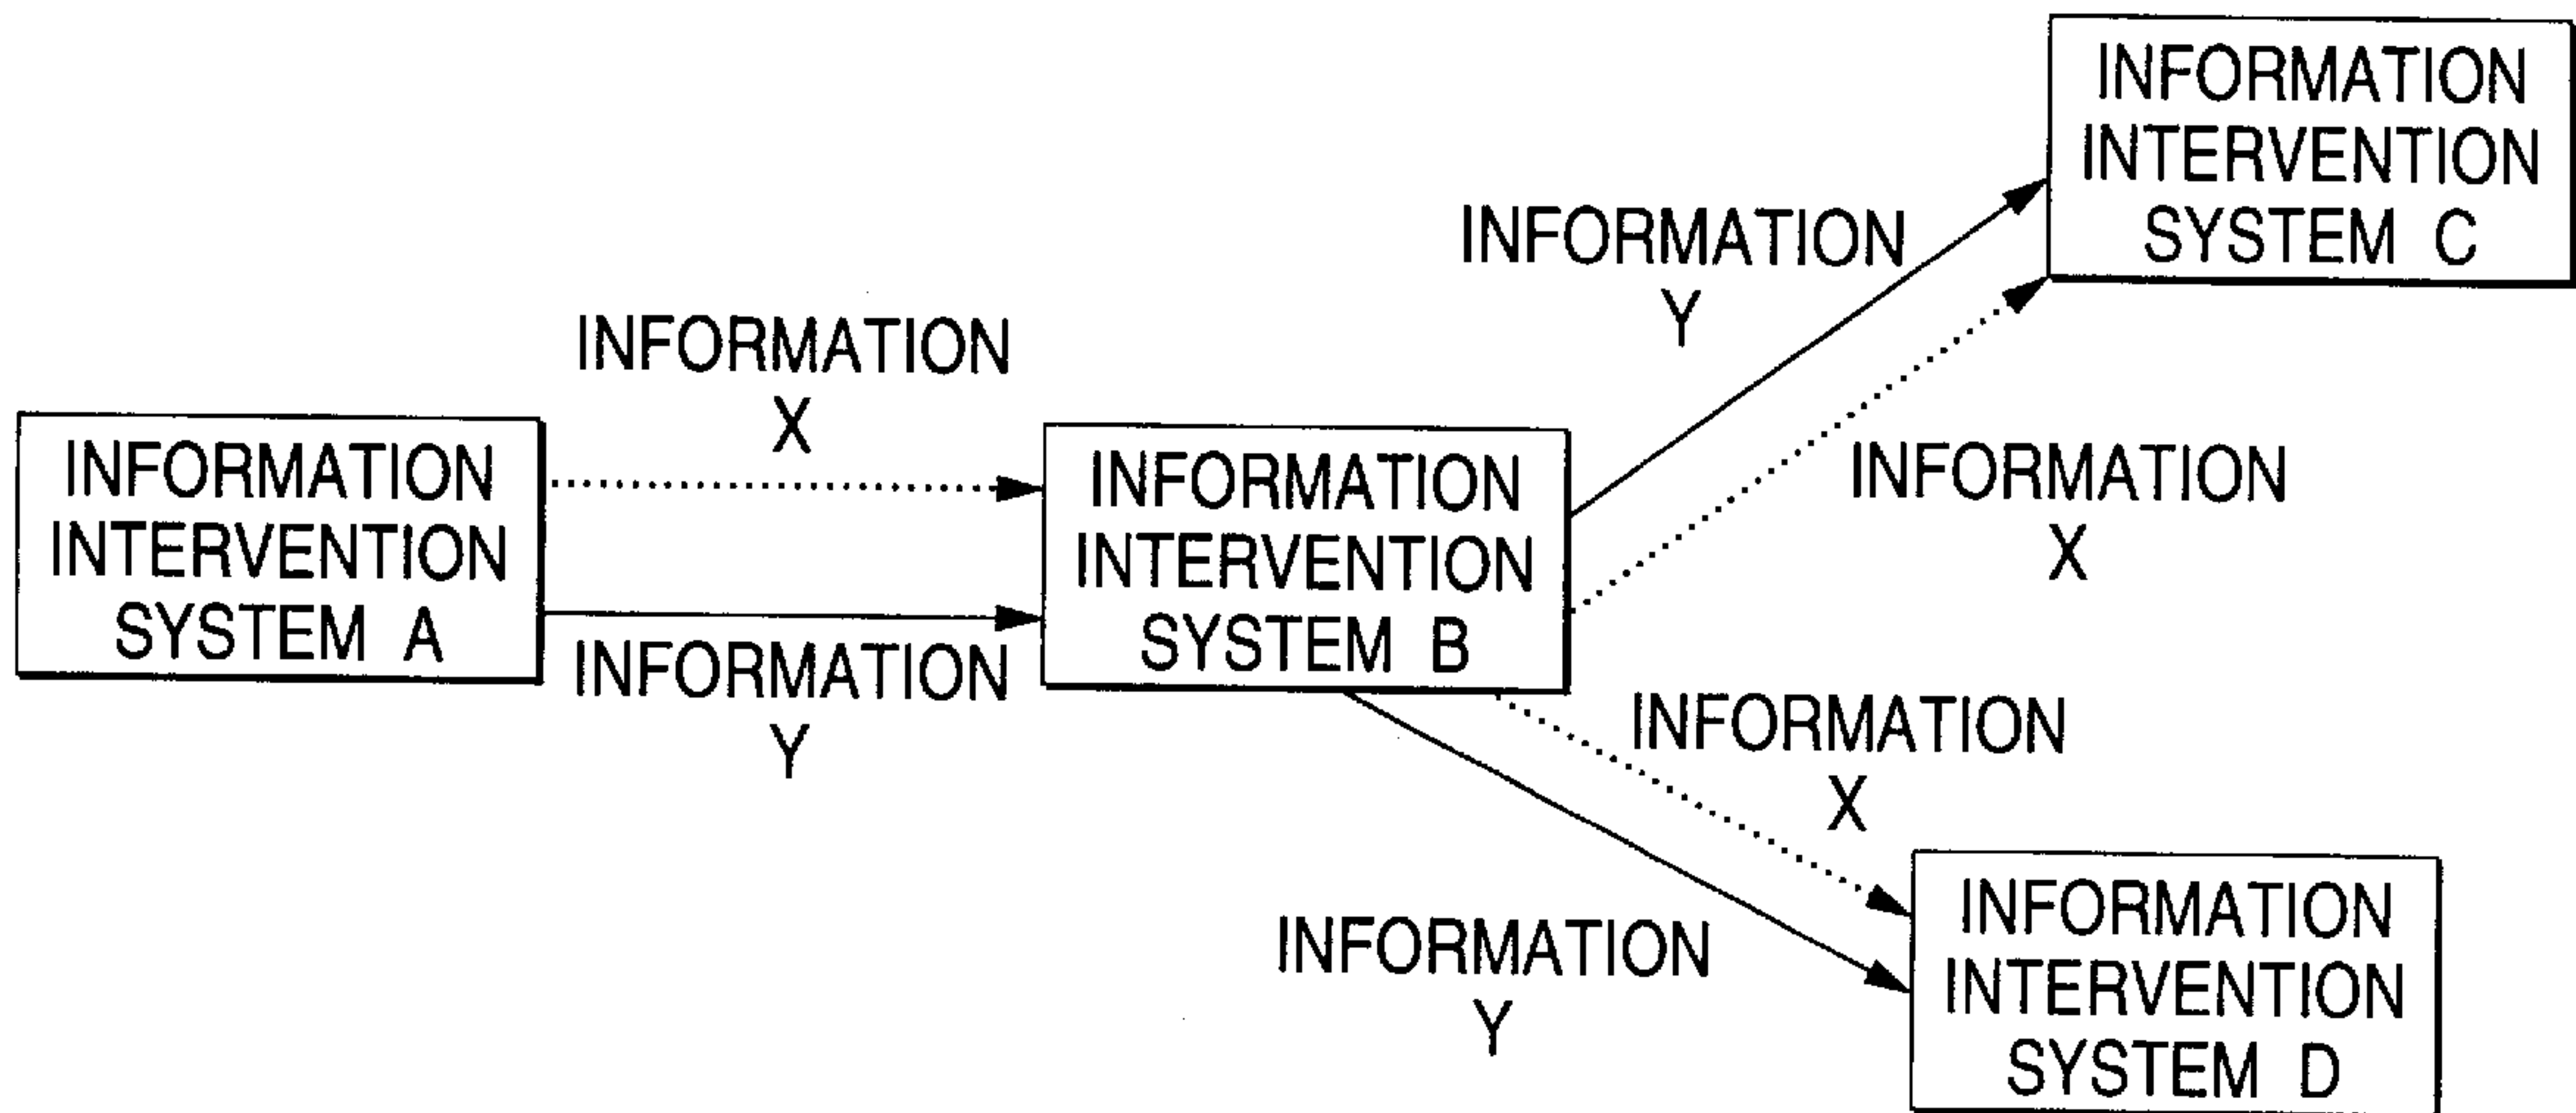 INFORMATION
INTERVENTION
SYSTEM A
INFORMATION
X
INFORMATION
Y
INFORMATION
INTERVENTION
SYSTEM B
INFORMATION
Y
INFORMATION
X
INFORMATION
INTERVENTION
SYSTEM C
INFORMATION
X
INFORMATION
Y
INFORMATION
INTERVENTION
SYSTEM D